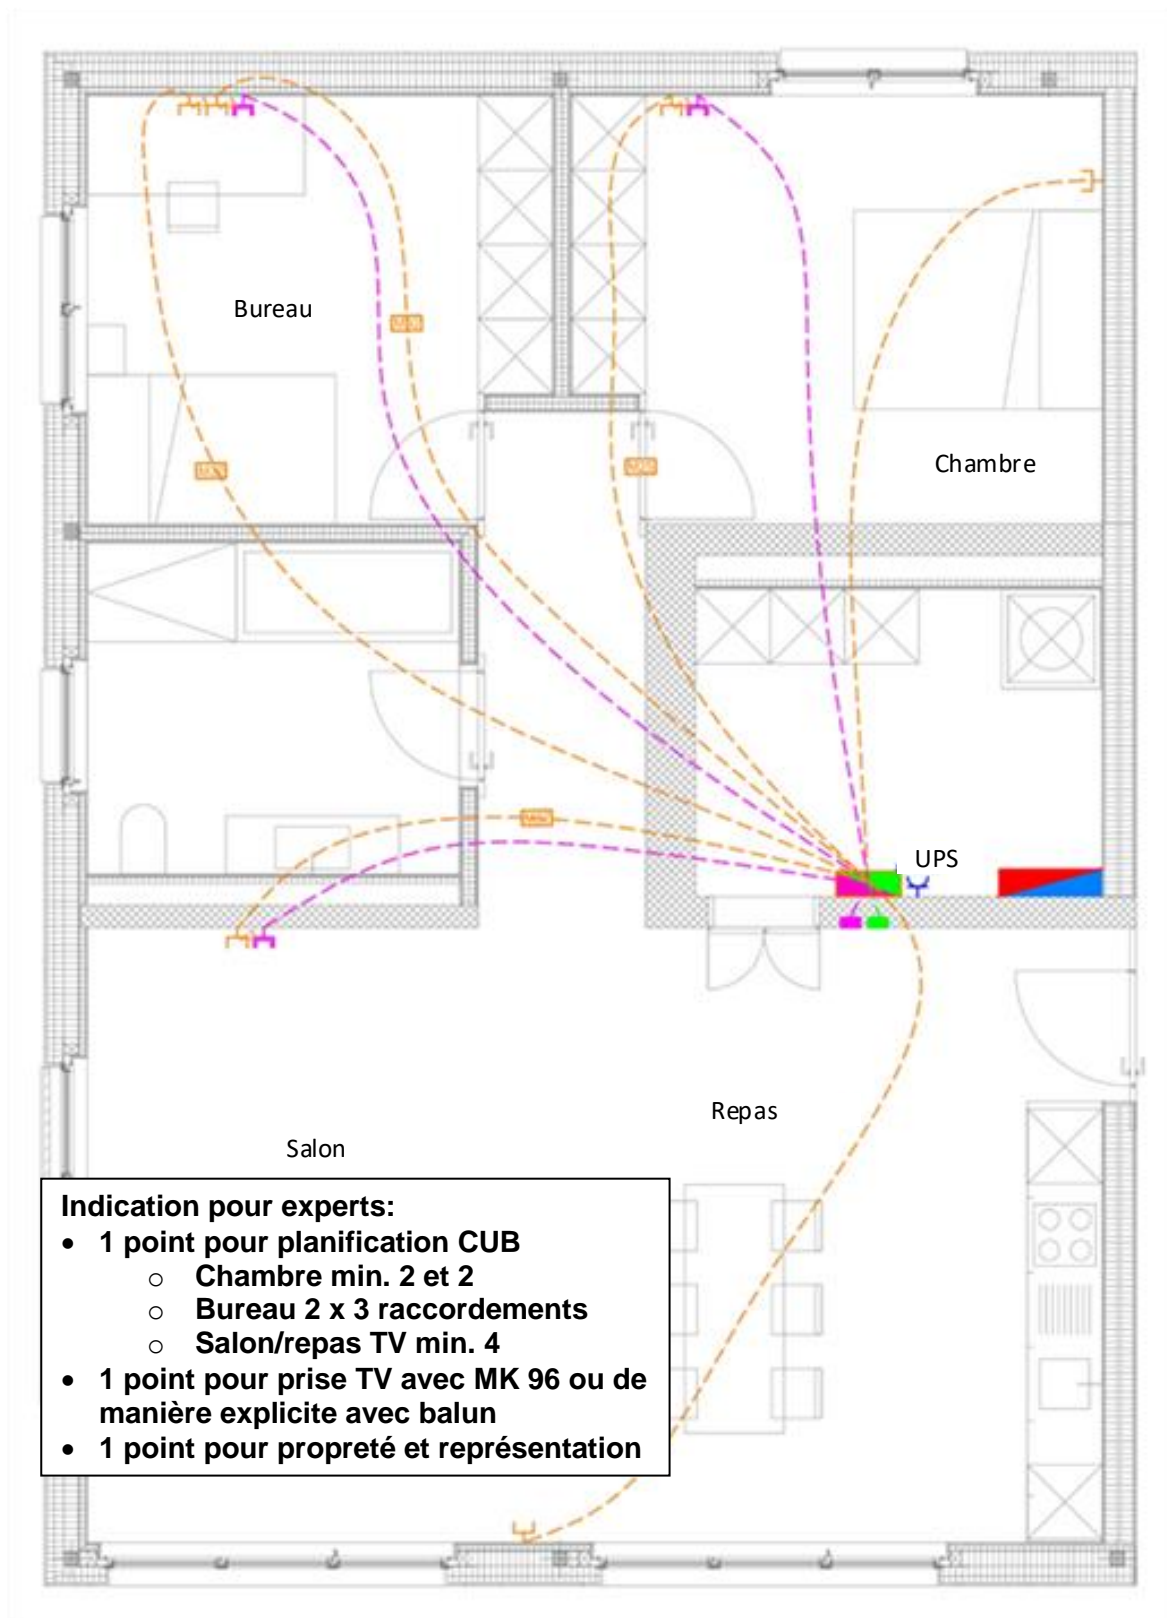 Bureau
Chambre
UPS
Repas
Salon
Indication pour experts:
• 1 point pour planification CUB
o Chambre min. 2 et 2
o Bureau 2 x 3 raccordements
o Salon/repas TV min. 4
• 1 point pour prise TV avec MK 96 ou de
manière explicite avec balun
• 1 point pour propreté et représentation